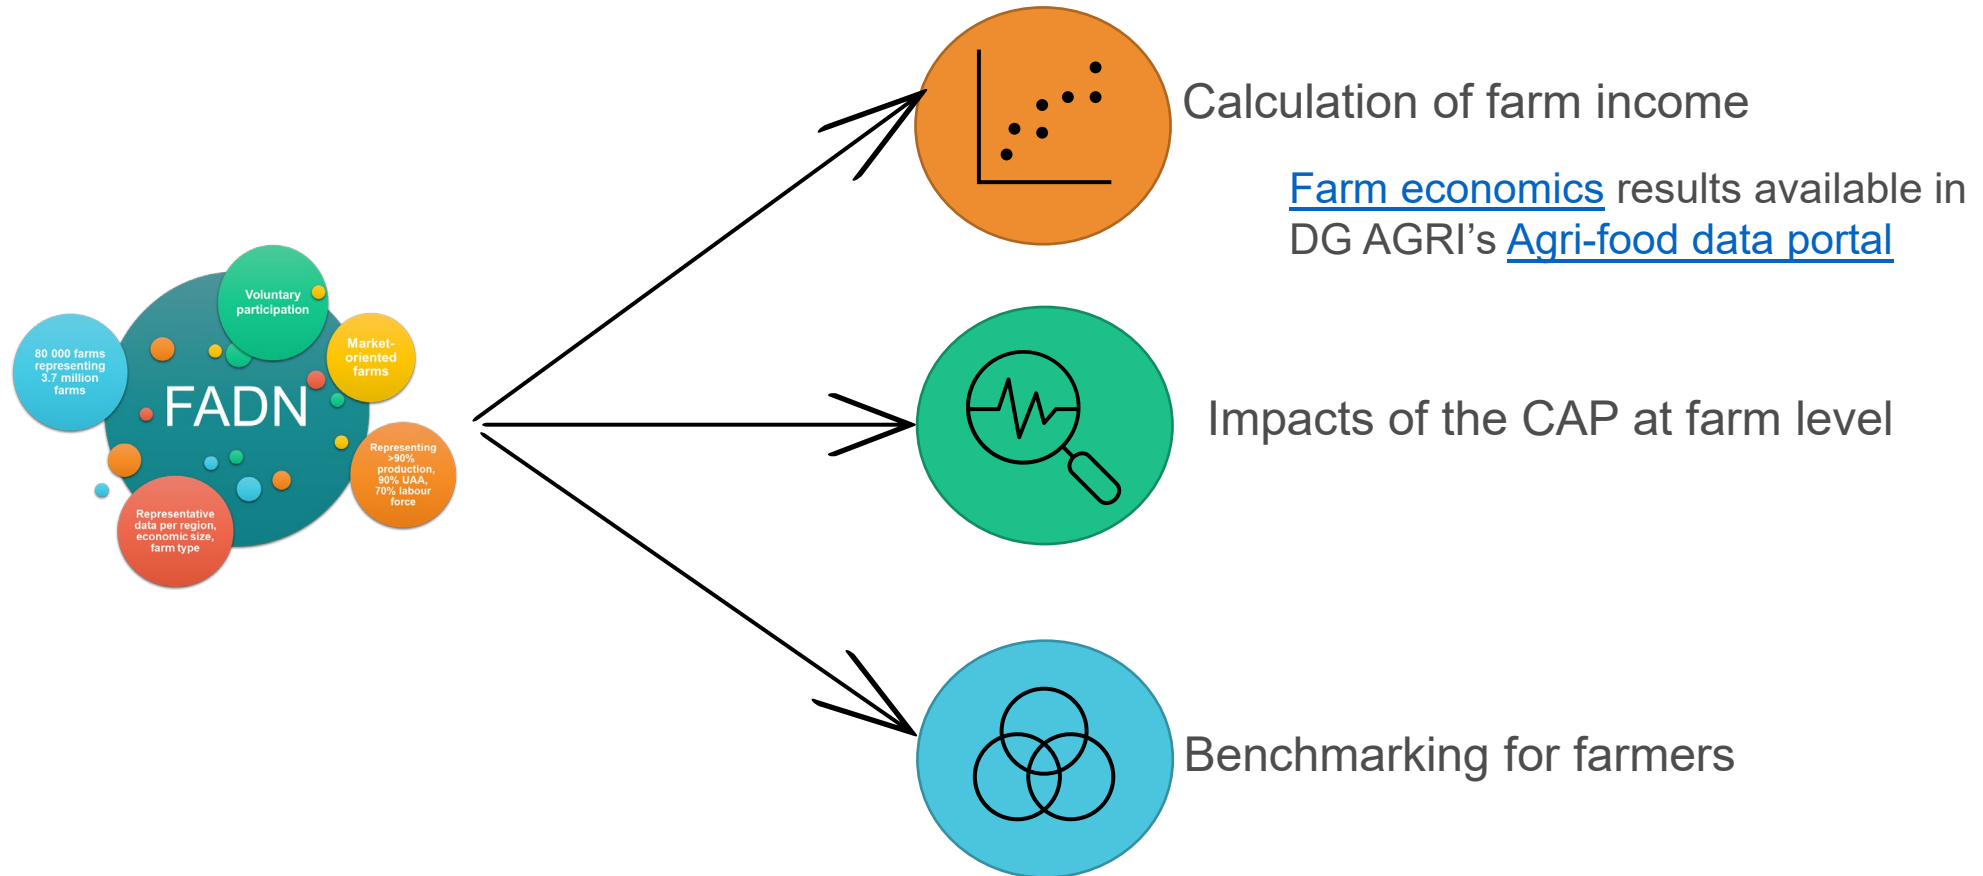 Voluntary
participation
80 000 farms
representing
3.7 million
farms
Market-
oriented
farms
FADN
Representing
>90%
production,
90% UAA,
70% labour
force
Representative
data per region,
economic size,
farm type
Calculation of farm income
Farm economics results available in
DG AGRI’s Agri-food data portal
Impacts of the CAP at farm level
Benchmarking for farmers